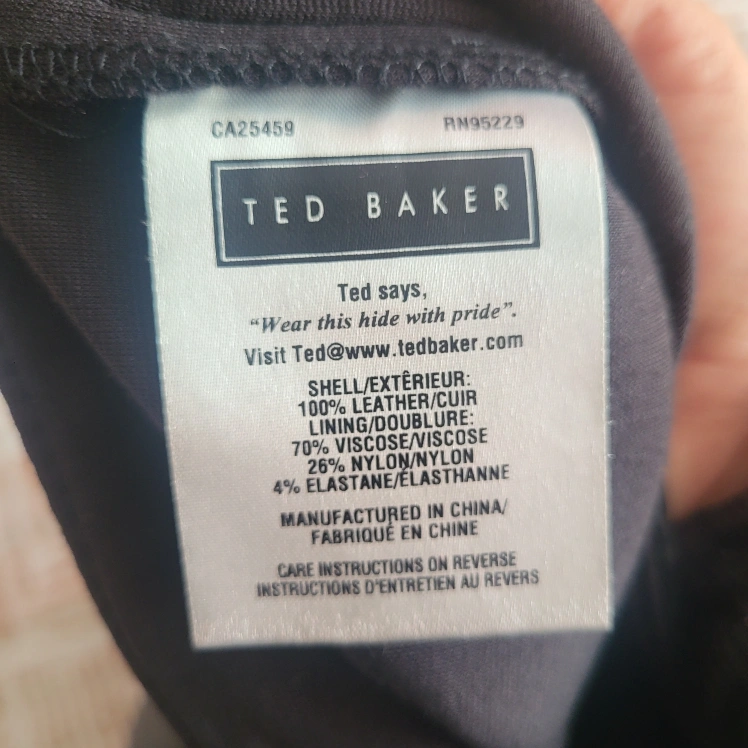 CA25459 RN95229
TED BAKER
Ted says,
“Wear this hide with pride”.
Visit Ted@www.tedbaker.com
SHELL/EXTÊRIEUR:
100% LEATHER/CUIR
LINING/DOUBLURE:
70% VISCOSE/VISCOSE
26% NYLON/NYLON
4% ELASTANE/ÉLASTHANNE
MANUFACTURED IN CHINA/
FABRIQUÉ EN CHINE
CARE INSTRUCTIONS ON REVERSE
INSTRUCTIONS D'ENTRETIEN AU REVERS